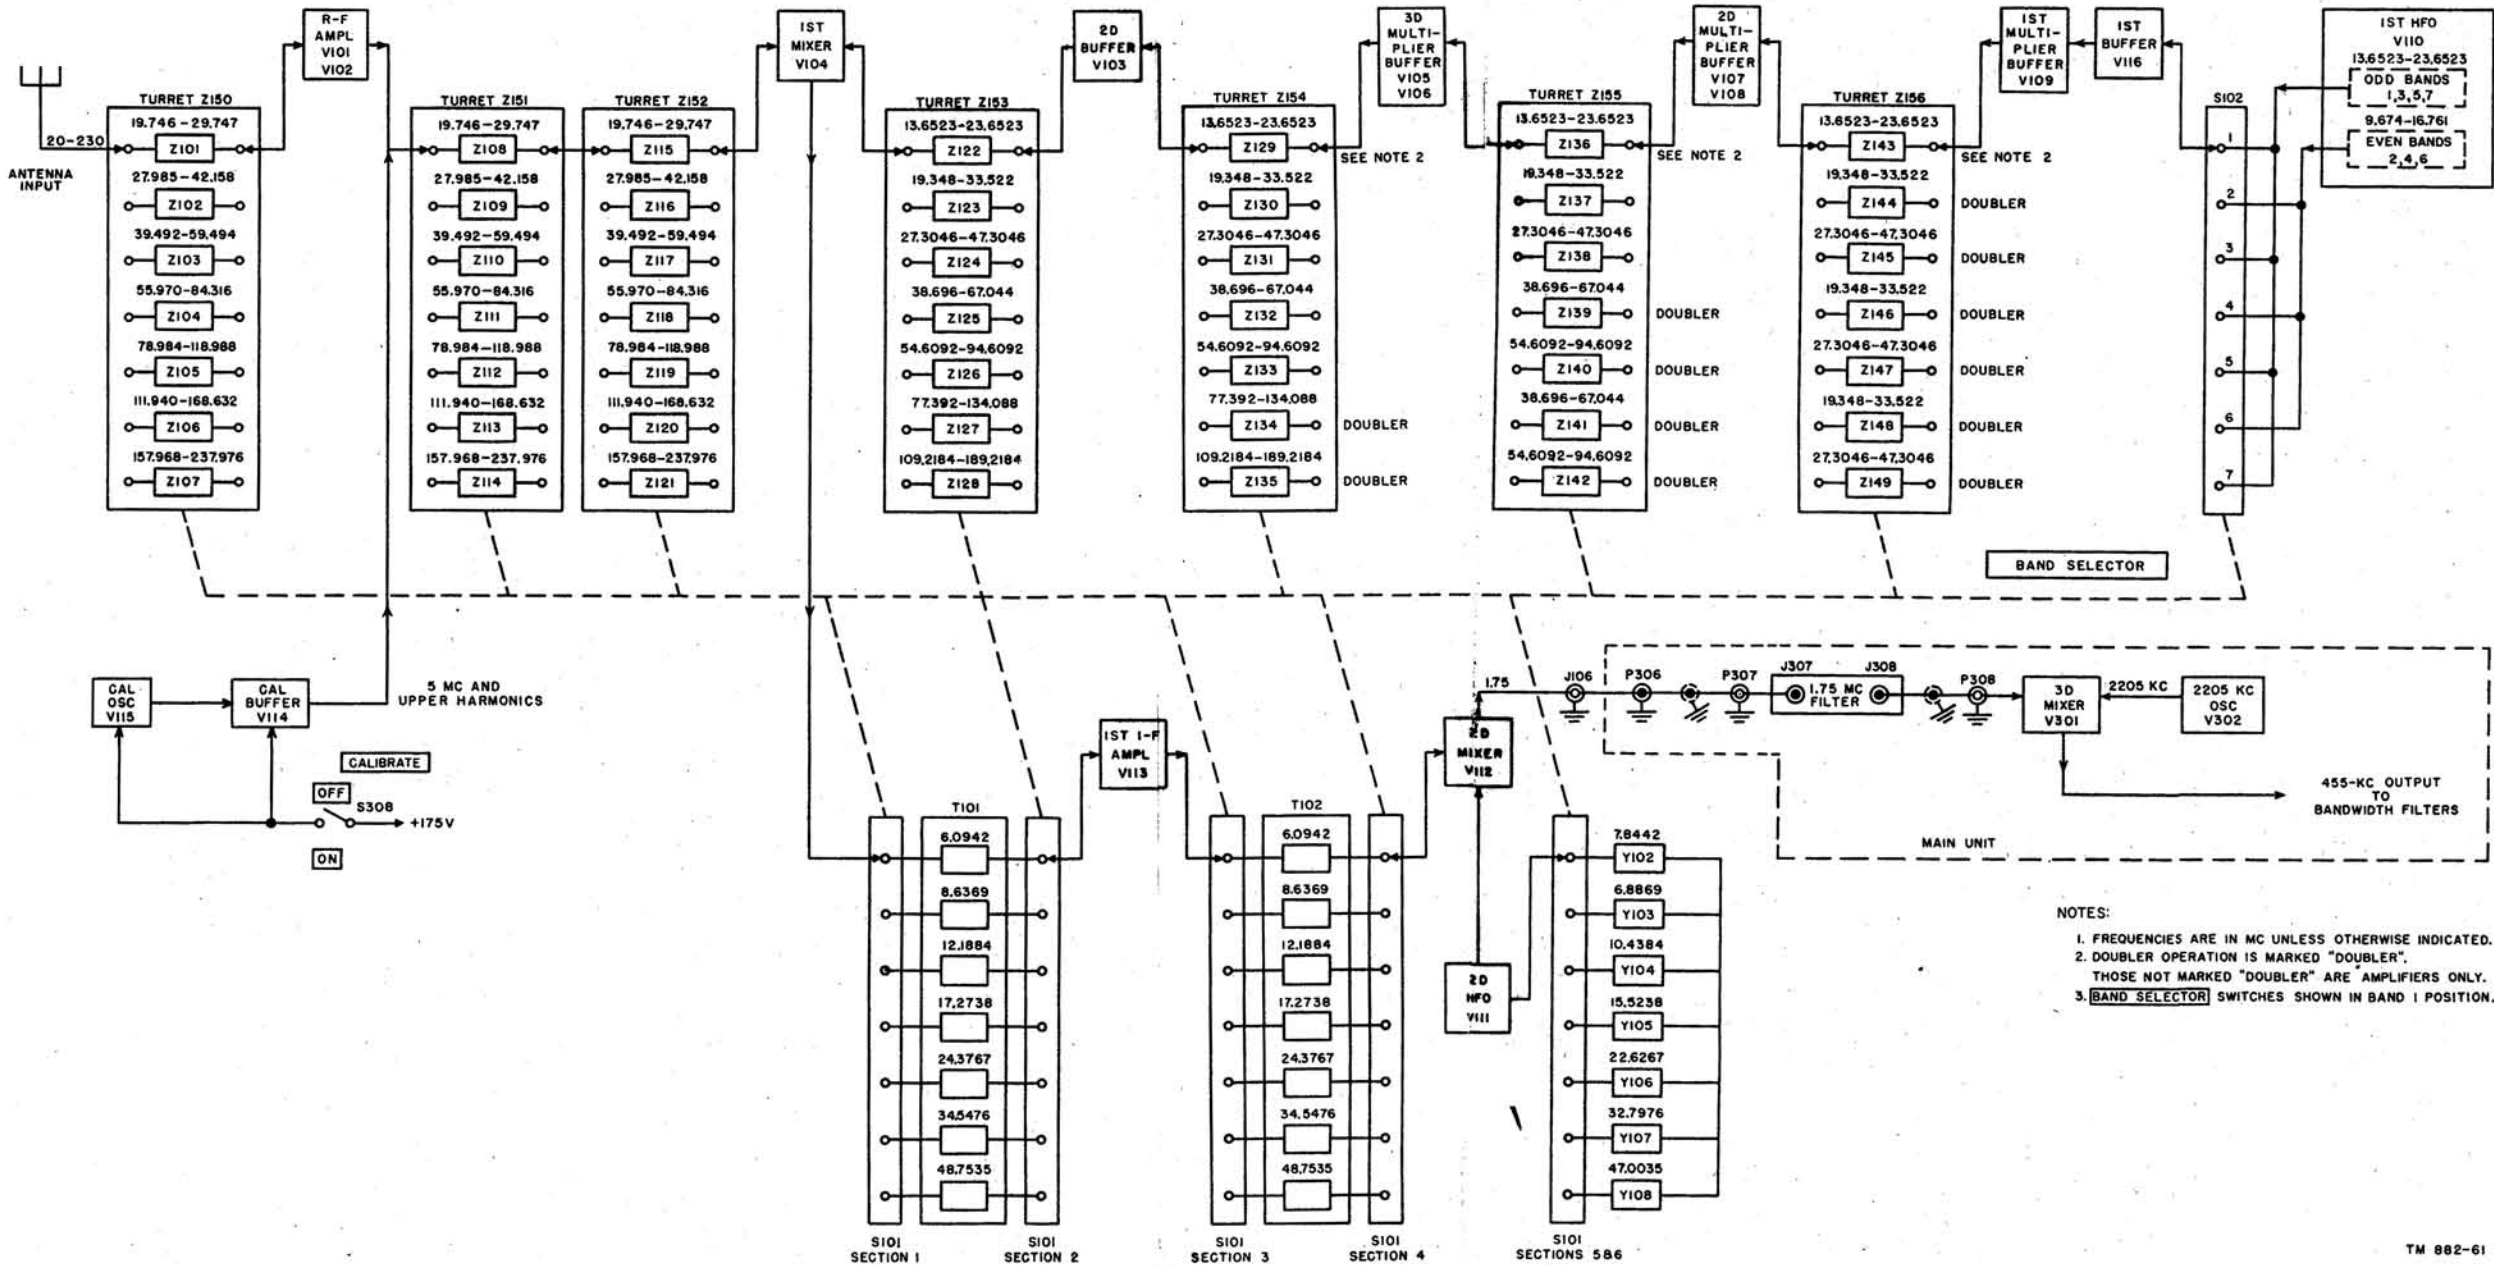 R-F
AMPL
V101
V102
1ST
MIXER
V104
2D
BUFFER
V103
3D
MULTI-
PLIER
BUFFER
V105
V106
2D
MULTI-
PLIER
BUFFER
V107
V108
1ST
MULTI-
PLIER
BUFFER
V109
1ST
BUFFER
V116
1ST HFO
V110
13.6523-23.6523
ODD BANDS
1,3,5,7
9.674-16.761
EVEN BANDS
2,4,6
20-230
ANTENNA
INPUT
TURRET Z150
19.746-29.747
Z101
27.985-42.158
Z102
39.492-59.494
Z103
55.970-84.316
Z104
78.984-118.988
Z105
111.940-168.632
Z106
157.968-237.976
Z107
TURRET Z151
19.746-29.747
Z108
27.985-42.158
Z109
39.492-59.494
Z110
55.970-84.316
Z111
78.984-118.988
Z112
111.940-168.632
Z113
157.968-237.976
Z114
TURRET Z152
19.746-29.747
Z115
27.985-42.158
Z116
39.492-59.494
Z117
55.970-84.316
Z118
78.984-118.988
Z119
111.940-168.632
Z120
157.968-237.976
Z121
TURRET Z153
13.6523-23.6523
Z122
19.348-33.522
Z123
27.3046-47.3046
Z124
38.696-67.044
Z125
54.6092-94.6092
Z126
77.392-134.088
Z127
109.2184-189.2184
Z128
TURRET Z154
13.6523-23.6523
Z129
SEE NOTE 2
19.348-33.522
Z130
27.3046-47.3046
Z131
38.696-67.044
Z132
54.6092-94.6092
Z133
77.392-134.088
Z134
DOUBLER
109.2184-189.2184
Z135
DOUBLER
TURRET Z155
13.6523-23.6523
Z136
SEE NOTE 2
19.348-33.522
Z137
27.3046-47.3046
Z138
38.696-67.044
Z139
DOUBLER
54.6092-94.6092
Z140
DOUBLER
38.696-67.044
Z141
DOUBLER
54.6092-94.6092
Z142
DOUBLER
TURRET Z156
13.6523-23.6523
Z143
SEE NOTE 2
19.348-33.522
Z144
DOUBLER
27.3046-47.3046
Z145
DOUBLER
19.348-33.522
Z146
DOUBLER
27.3046-47.3046
Z147
DOUBLER
19.348-33.522
Z148
DOUBLER
27.3046-47.3046
Z149
DOUBLER
S102
1
2
3
4
5
6
7
BAND SELECTOR
CAL
OSC
V115
CAL
BUFFER
V114
5 MC AND
UPPER HARMONICS
CALIBRATE
OFF
S308
+175V
ON
1ST I-F
AMPL
V113
2D
MIXER
V112
1.75
J106
P306
P307
J307
J308
1.75 MC
FILTER
P308
3D
MIXER
V301
2205 KC
2205 KC
OSC
V302
455-KC OUTPUT
TO
BANDWIDTH FILTERS
MAIN UNIT
T101
6.0942
8.6369
12.1884
17.2738
24.3767
34.5476
48.7535
S101
SECTION 1
S101
SECTION 2
T102
6.0942
8.6369
12.1884
17.2738
24.3767
34.5476
48.7535
S101
SECTION 3
S101
SECTION 4
2D
HFO
V111
7.8442
Y102
6.8869
Y103
10.4384
Y104
15.5238
Y105
22.6267
Y106
32.7976
Y107
47.0035
Y108
S101
SECTIONS 5&6
NOTES:
1. FREQUENCIES ARE IN MC UNLESS OTHERWISE INDICATED.
2. DOUBLER OPERATION IS MARKED "DOUBLER".
THOSE NOT MARKED "DOUBLER" ARE AMPLIFIERS ONLY.
3. BAND SELECTOR SWITCHES SHOWN IN BAND 1 POSITION.
TM 882-61